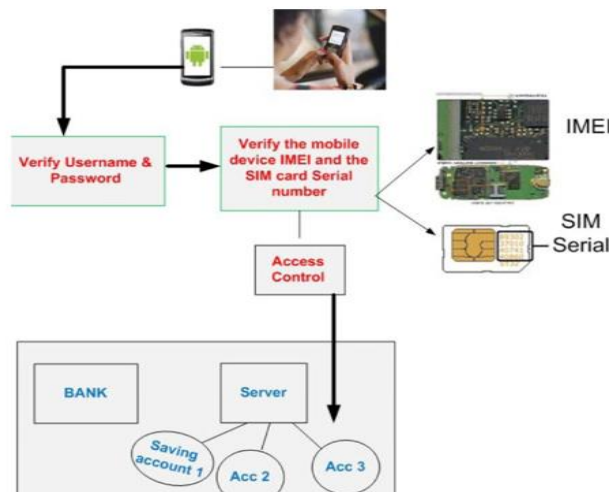 IMEI
Verify Username &
Password
Verify the mobile
device IMEI and the
SIM card Serial
number
SIM
Serial
Access
Control
BANK
Server
Saving
account 1
Acc 2
Acc 3